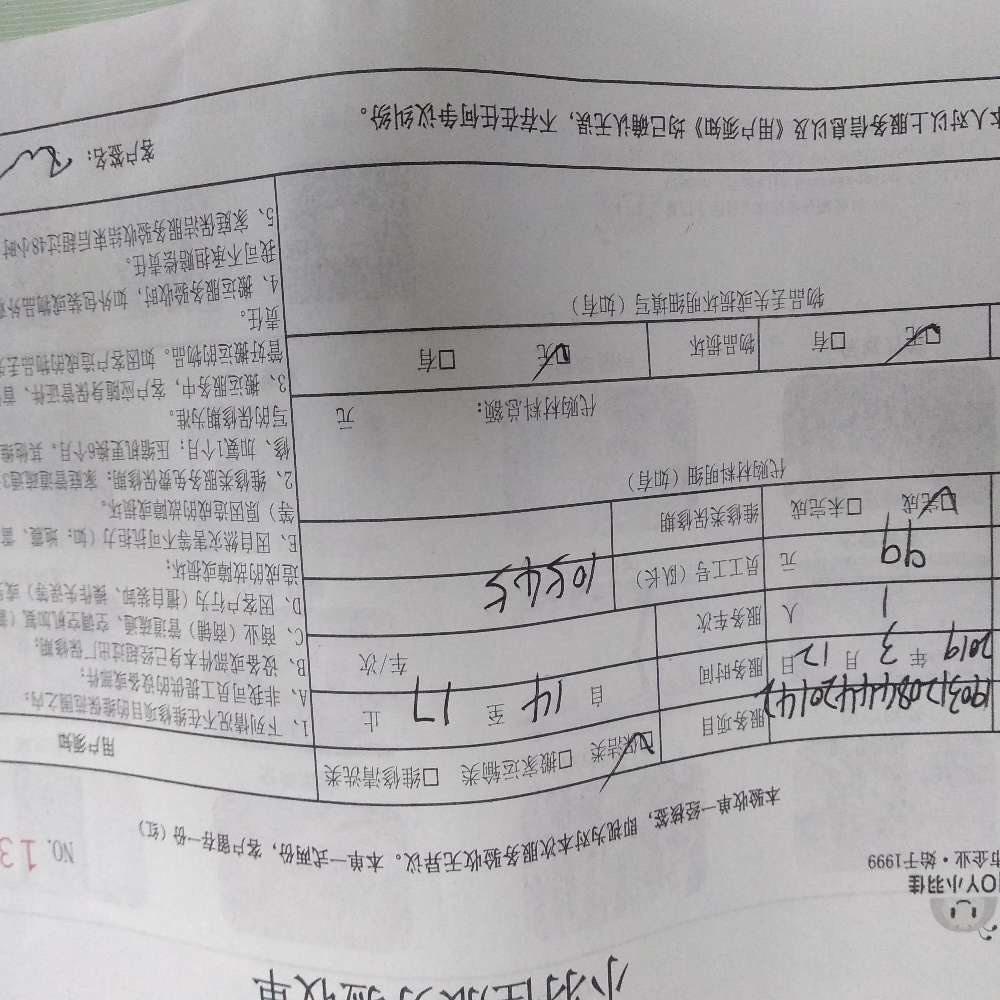 小羽佳服务验收单
OY小羽佳
市企业·始于1999
本验收单一经核签，即视为对本次服务验收无异议。本单一式两份，客户留存一份（红）
NO. 13
服务项目 保洁类 □搬家运输类 □维修清洗类
2019 年 3 月 12 日 服务时间 自 14 至 17 止
1 人 服务车次 车/次
99 元 员工工号（队长） 10545
□完成 □未完成 维修类保修期
代购材料明细（如有）
代购材料总额： 元
□无 □有 物品损坏 □无 □有
物品丢失或损坏明细填写（如有）
用户须知
1、下列情况不在维修项目的维保范围之内：
A、非我司员工提供的设备或部件；
B、设备或部件本身已经超过出厂保修期；
C、商业（商铺）管道疏通、空调空机加氟
D、因客户行为（擅自装卸、操作失误等）或
造成的故障或损坏；
E、因自然灾害等不可抗拒力（如：地震、雷
等）原因造成的故障或损坏。
2、维修类服务免费保修期：家庭管道疏通3
修、加氟1个月；压缩机更换6个月，其他维
写的保修期为准。
3、搬运服务中，客户应随身保管证件、首
管好搬运的物品。如因客户造成的物品丢
责任。
4、搬运服务验收时，如外包装或物品外观
我司不承担赔偿责任。
5、家庭保洁服务验收结束后超过48小时
本人对以上服务信息以及《用户须知》均已确认无误，不存在任何争议纠纷。
客户签名：